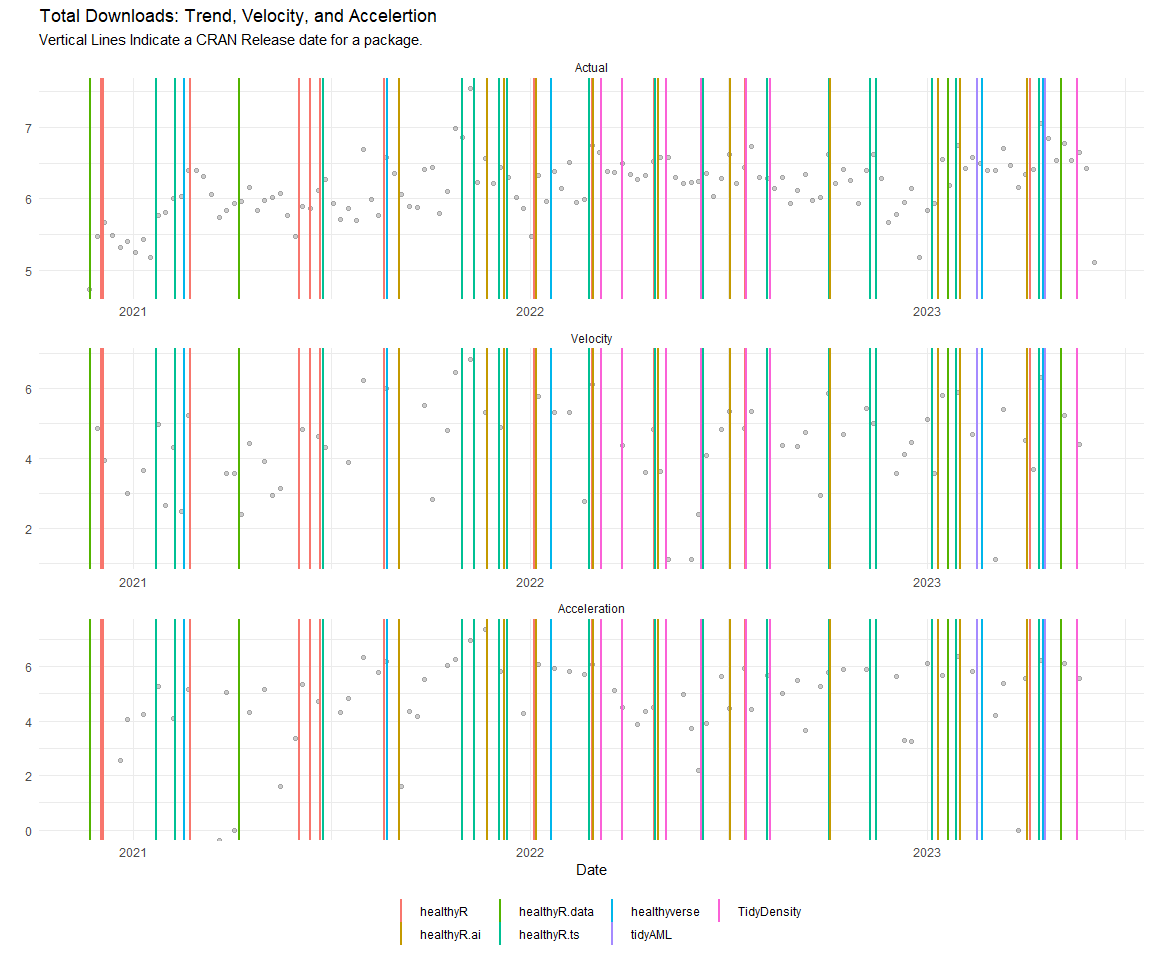 Total Downloads: Trend, Velocity, and Accelertion
Vertical Lines Indicate a CRAN Release date for a package.
Actual
7
6
5
2021 2022 2023
Velocity
6
4
2
2021 2022 2023
Acceleration
6
4
2
0
2021 2022 2023
Date
healthyR healthyR.data healthyverse TidyDensity
healthyR.ai healthyR.ts tidyAML